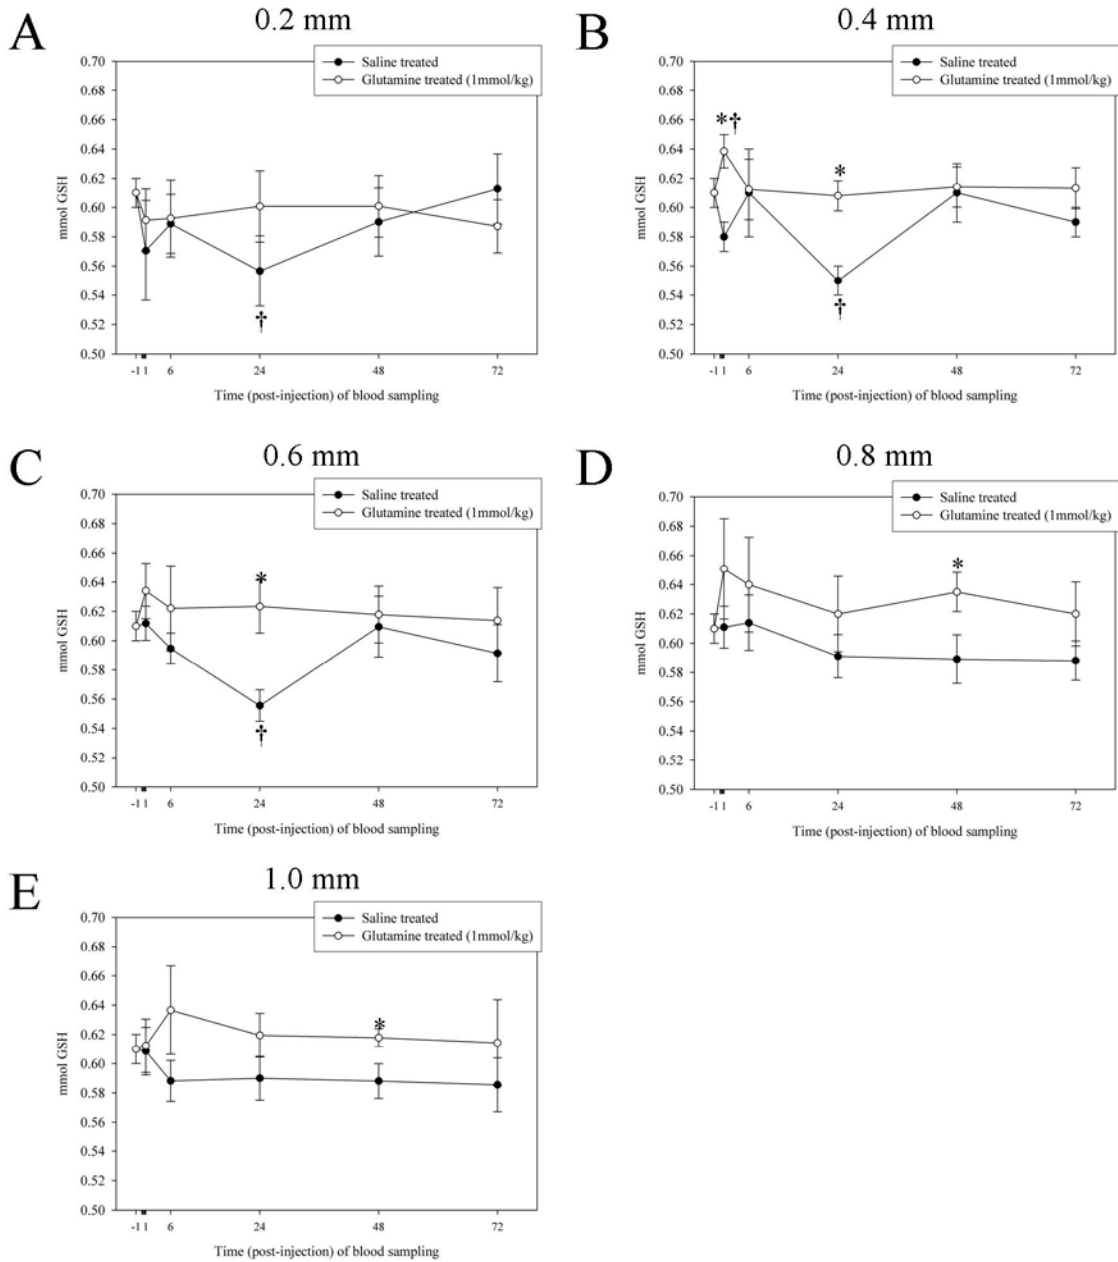 A
0.2 mm
Saline treated
Glutamine treated (1mmol/kg)
†
mmol GSH
0.70
0.68
0.66
0.64
0.62
0.60
0.58
0.56
0.54
0.52
0.50
-1 1 6 24 48 72
Time (post-injection) of blood sampling
B
0.4 mm
Saline treated
Glutamine treated (1mmol/kg)
*†
*
†
mmol GSH
0.70
0.68
0.66
0.64
0.62
0.60
0.58
0.56
0.54
0.52
0.50
-1 1 6 24 48 72
Time (post-injection) of blood sampling
C
0.6 mm
Saline treated
Glutamine treated (1mmol/kg)
*
†
mmol GSH
0.70
0.68
0.66
0.64
0.62
0.60
0.58
0.56
0.54
0.52
0.50
-1 1 6 24 48 72
Time (post-injection) of blood sampling
D
0.8 mm
Saline treated
Glutamine treated (1mmol/kg)
*
mmol GSH
0.70
0.68
0.66
0.64
0.62
0.60
0.58
0.56
0.54
0.52
0.50
-1 1 6 24 48 72
Time (post-injection) of blood sampling
E
1.0 mm
Saline treated
Glutamine treated (1mmol/kg)
*
mmol GSH
0.70
0.68
0.66
0.64
0.62
0.60
0.58
0.56
0.54
0.52
0.50
-1 1 6 24 48 72
Time (post-injection) of blood sampling